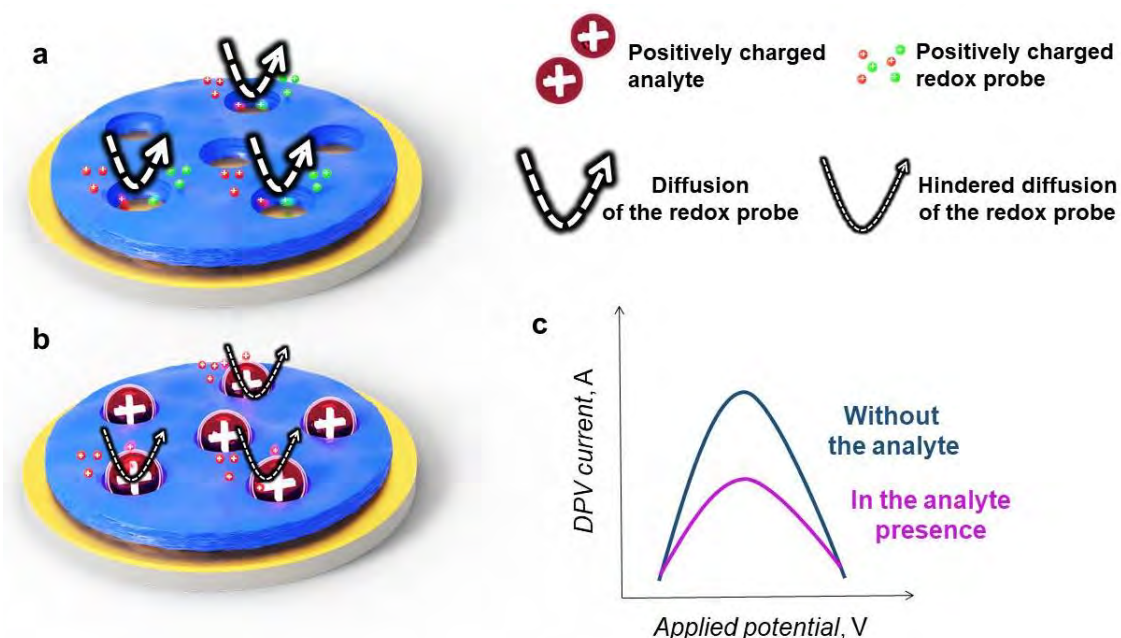 a
Positively charged
analyte
Positively charged
redox probe
Diffusion
of the redox probe
Hindered diffusion
of the redox probe
b
c
DPV current, A
Without
the analyte
In the analyte
presence
Applied potential, V